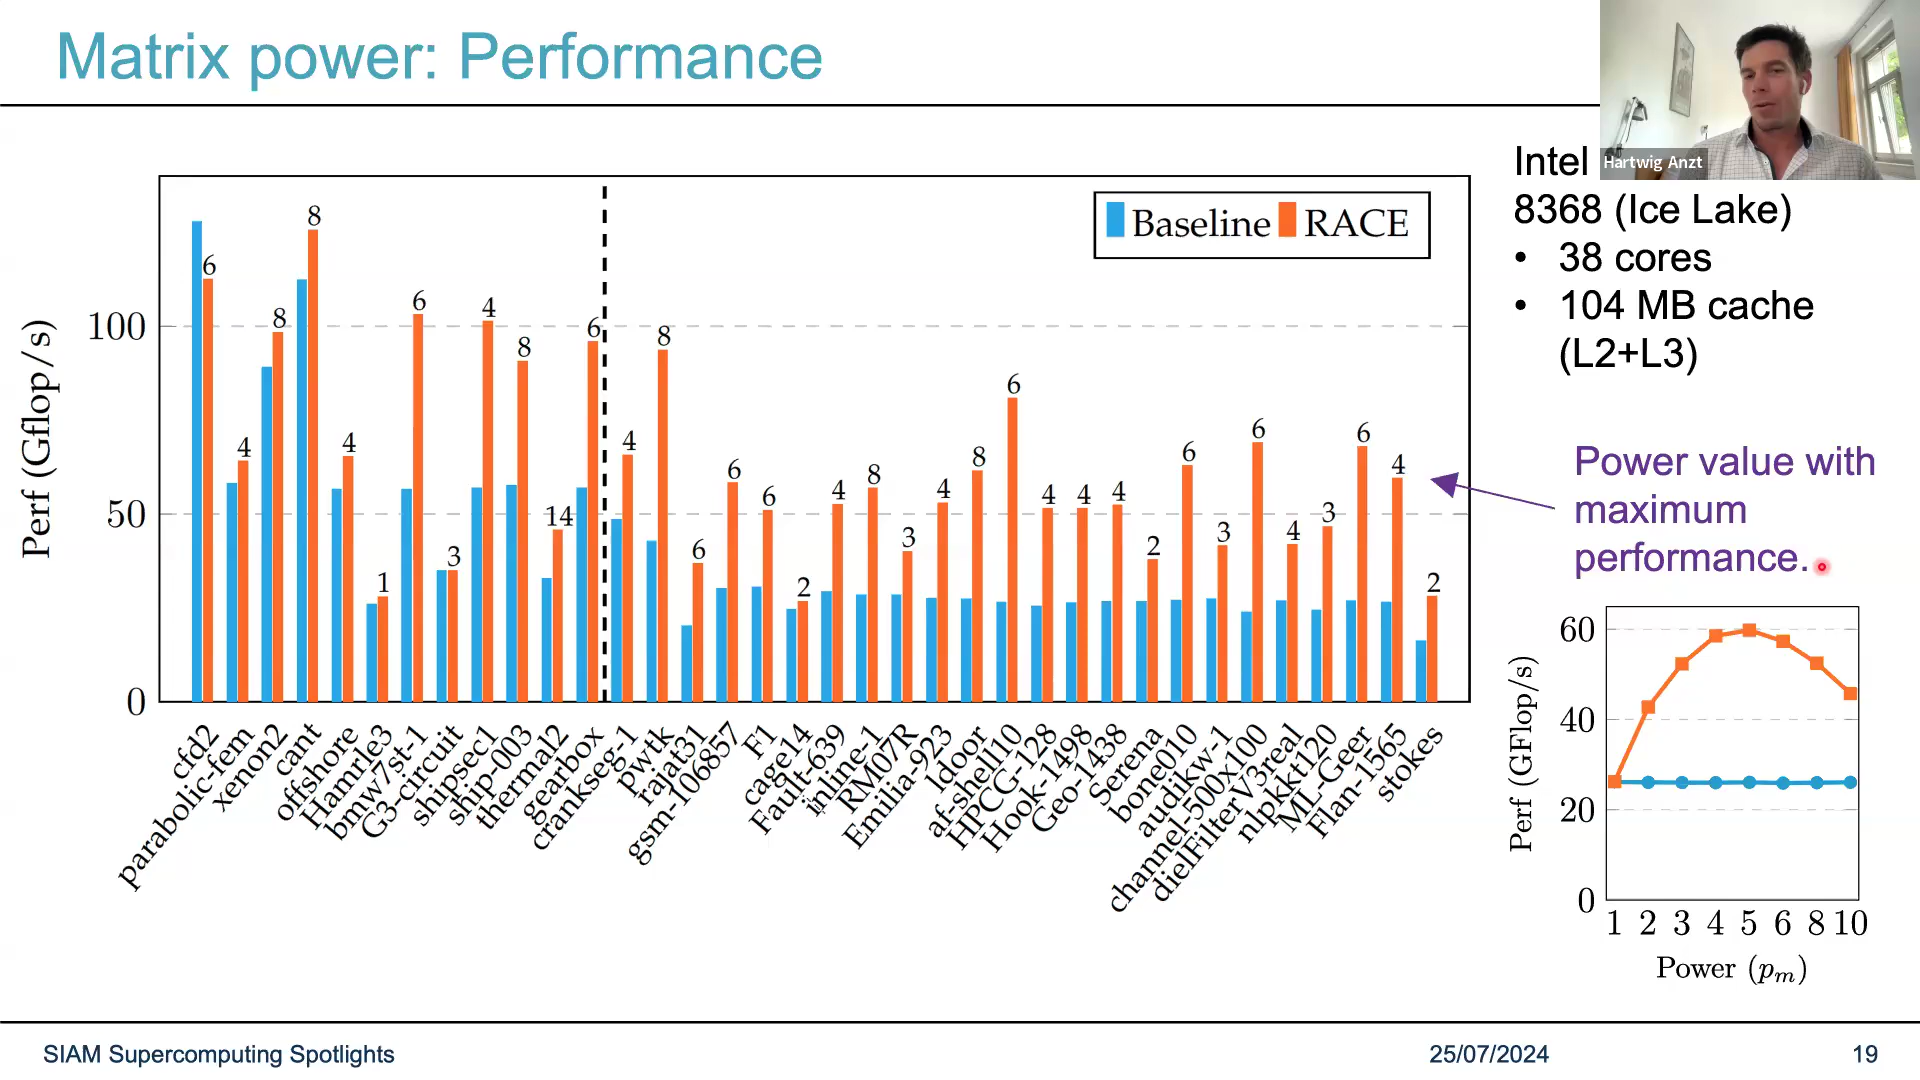 Matrix power: Performance
Hartwig Anzt
Intel
8368 (Ice Lake)
• 38 cores
• 104 MB cache
(L2+L3)
Perf (Gflop/s)
100
50
0
Baseline RACE
6 4 8 8 4 1 6 3 4 8 14 6 4 8 6 6 6 2 4 8 3 4 8 6 4 4 4 2 6 3 6 4 3 6 4 2
cfd2
parabolic-fem
xenon2
cant
offshore
Hamrle3
bmw7st-1
G3-circuit
shipsec1
ship-003
thermal2
gearbox
crankseg-1
pwtk
rajat31
gsm-106857
F1
cage14
Fault-639
inline-1
RM07R
Emilia-923
ldoor
af-shell10
HPCG-128
Hook-1498
Geo-1438
Serena
bone010
audikw-1
channel-500x100
dielFilterV3real
nlpkkt120
ML-Geer
Flan-1565
stokes
Power value with
maximum
performance.
Perf (GFlop/s)
60
40
20
0
1 2 3 4 5 6 8 10
Power (pm)
SIAM Supercomputing Spotlights
25/07/2024
19